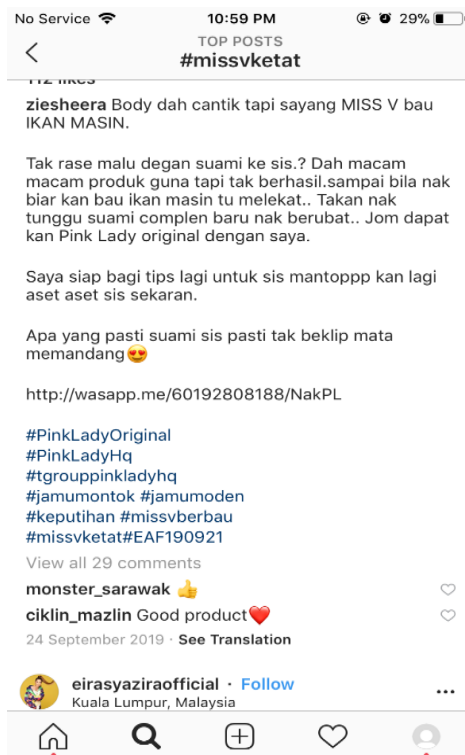 No Service 10:59 PM 29%
TOP POSTS
#missvketat
112 likes
ziesheera Body dah cantik tapi sayang MISS V bau
IKAN MASIN.
Tak rase malu degan suami ke sis.? Dah macam
macam produk guna tapi tak berhasil.sampai bila nak
biar kan bau ikan masin tu melekat.. Takan nak
tunggu suami complen baru nak berubat.. Jom dapat
kan Pink Lady original dengan saya.
Saya siap bagi tips lagi untuk sis mantoppp kan lagi
aset aset sis sekaran.
Apa yang pasti suami sis pasti tak beklip mata
memandang😍
http://wasapp.me/60192808188/NakPL
#PinkLadyOriginal
#PinkLadyHq
#tgrouppinkladyhq
#jamumontok #jamumoden
#keputihan #missvberbau
#missvketat#EAF190921
View all 29 comments
monster_sarawak 👍
ciklin_mazlin Good product❤️
24 September 2019 · See Translation
eirasyaziraofficial · Follow
Kuala Lumpur, Malaysia